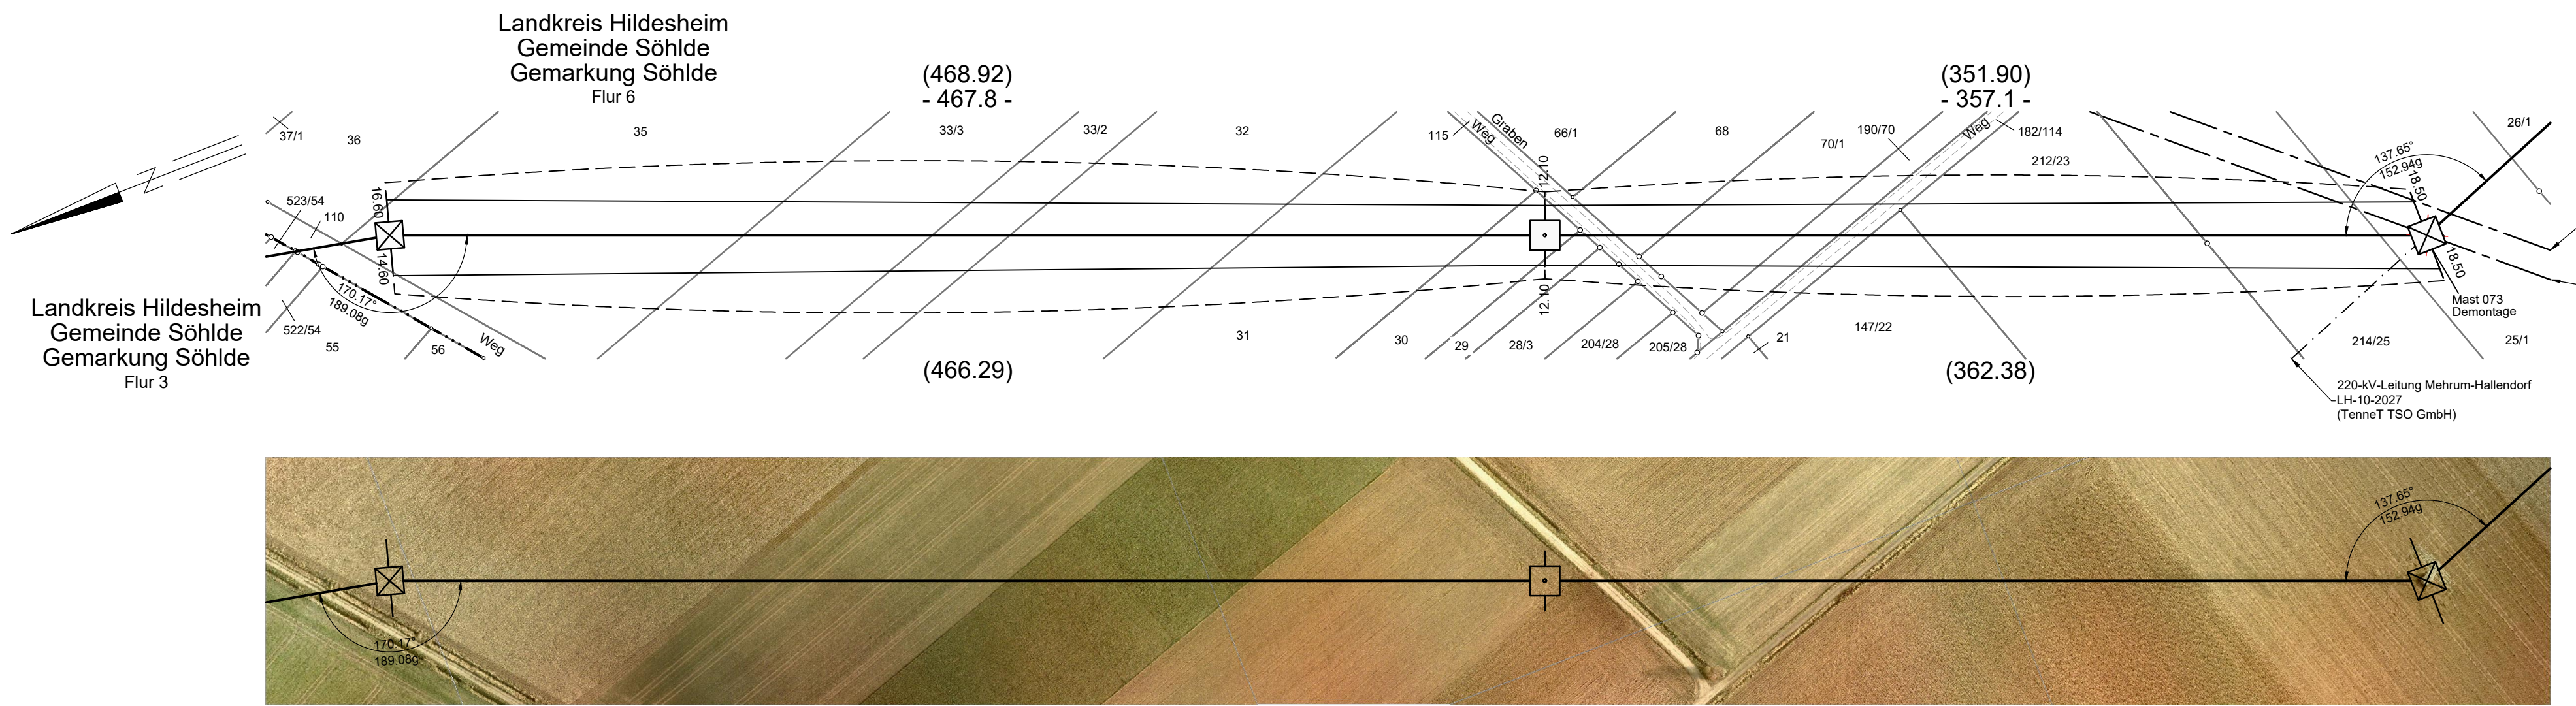 Landkreis Hildesheim
Gemeinde Söhlde
Gemarkung Söhlde
Flur 6
(468.92)
- 467.8 -
(351.90)
- 357.1 -
37/1
36
35
33/3
33/2
32
115
Weg
Graben
66/1
68
70/1
190/70
Weg
182/114
212/23
26/1
137.65°
152.94g
18.50
16.60
12.10
N
523/54
110
14.60
12.10
18.50
170.17°
189.08g
Mast 073
Demontage
Landkreis Hildesheim
Gemeinde Söhlde
Gemarkung Söhlde
Flur 3
522/54
55
56
Weg
31
30
29
28/3
204/28
205/28
21
147/22
214/25
25/1
(466.29)
(362.38)
220-kV-Leitung Mehrum-Hallendorf
LH-10-2027
(TenneT TSO GmbH)
137.65°
152.94g
170.17°
189.08g